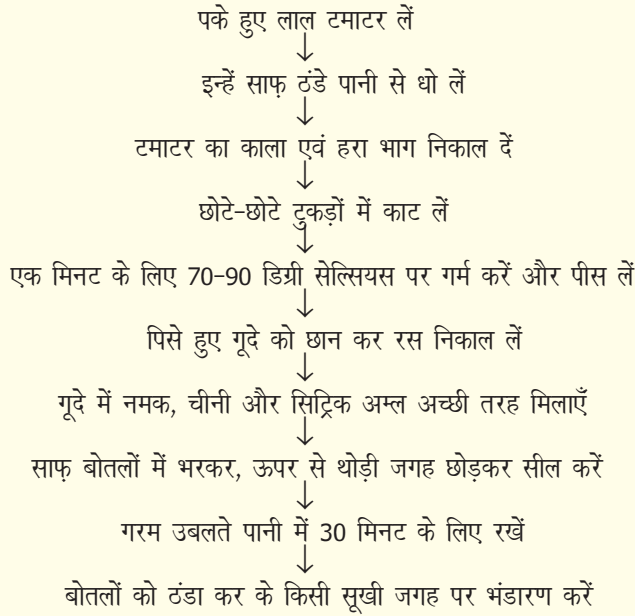 पके हुए लाल टमाटर लें
↓
इन्हें साफ़ ठंडे पानी से धो लें
↓
टमाटर का काला एवं हरा भाग निकाल दें
↓
छोटे-छोटे टुकड़ों में काट लें
↓
एक मिनट के लिए 70-90 डिग्री सेल्सियस पर गर्म करें और पीस लें
↓
पिसे हुए गूदे को छान कर रस निकाल लें
↓
गूदे में नमक, चीनी और सिट्रिक अम्ल अच्छी तरह मिलाएँ
↓
साफ़ बोतलों में भरकर, ऊपर से थोड़ी जगह छोड़कर सील करें
↓
गरम उबलते पानी में 30 मिनट के लिए रखें
↓
बोतलों को ठंडा कर के किसी सूखी जगह पर भंडारण करें